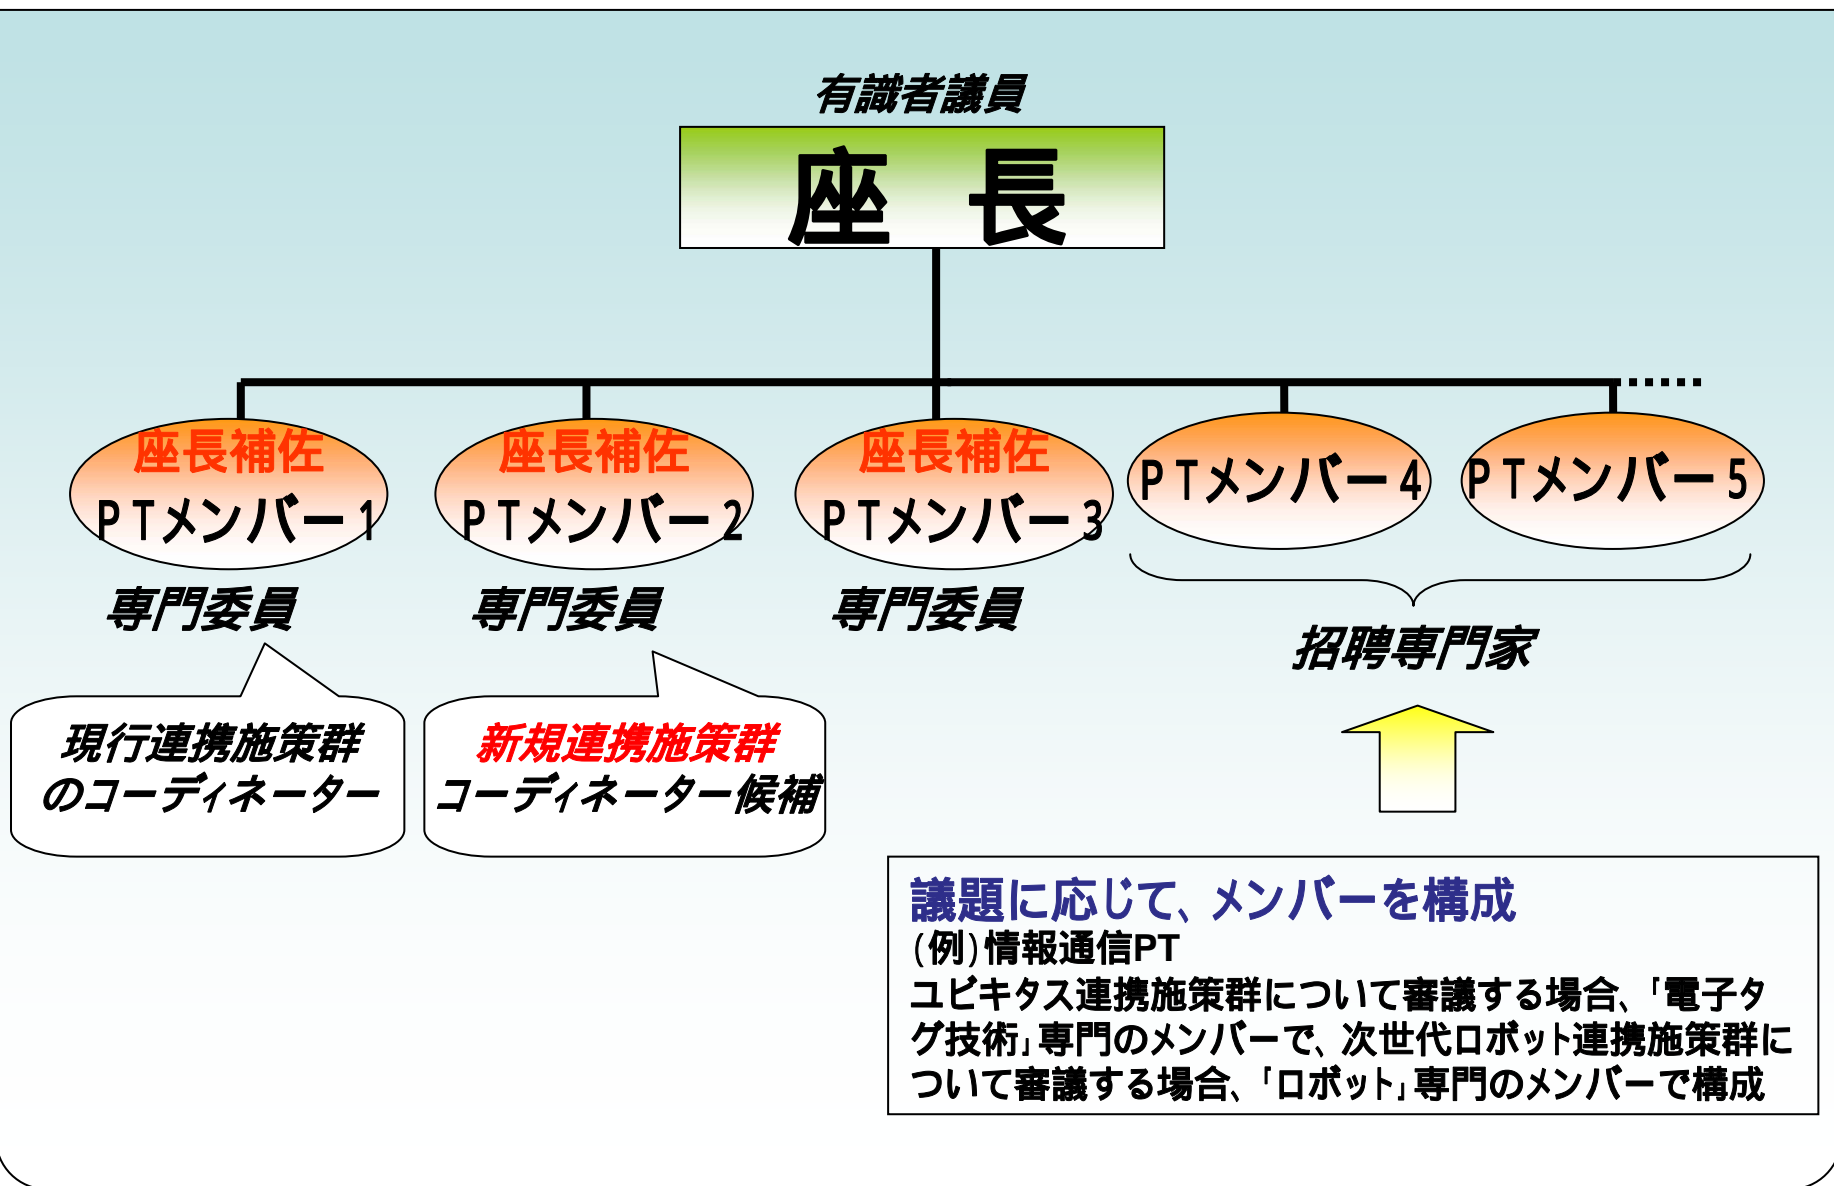 有識者議員
座　長
座長補佐
ＰＴメンバー１
座長補佐
ＰＴメンバー２
座長補佐
ＰＴメンバー３
ＰＴメンバー４
ＰＴメンバー５
専門委員
専門委員
専門委員
招聘専門家
現行連携施策群
のコーディネーター
新規連携施策群
コーディネーター候補
議題に応じて、メンバーを構成
（例）情報通信PT
ユビキタス連携施策群について審議する場合、「電子タ
グ技術」専門のメンバーで、次世代ロボット連携施策群に
ついて審議する場合、「ロボット」専門のメンバーで構成